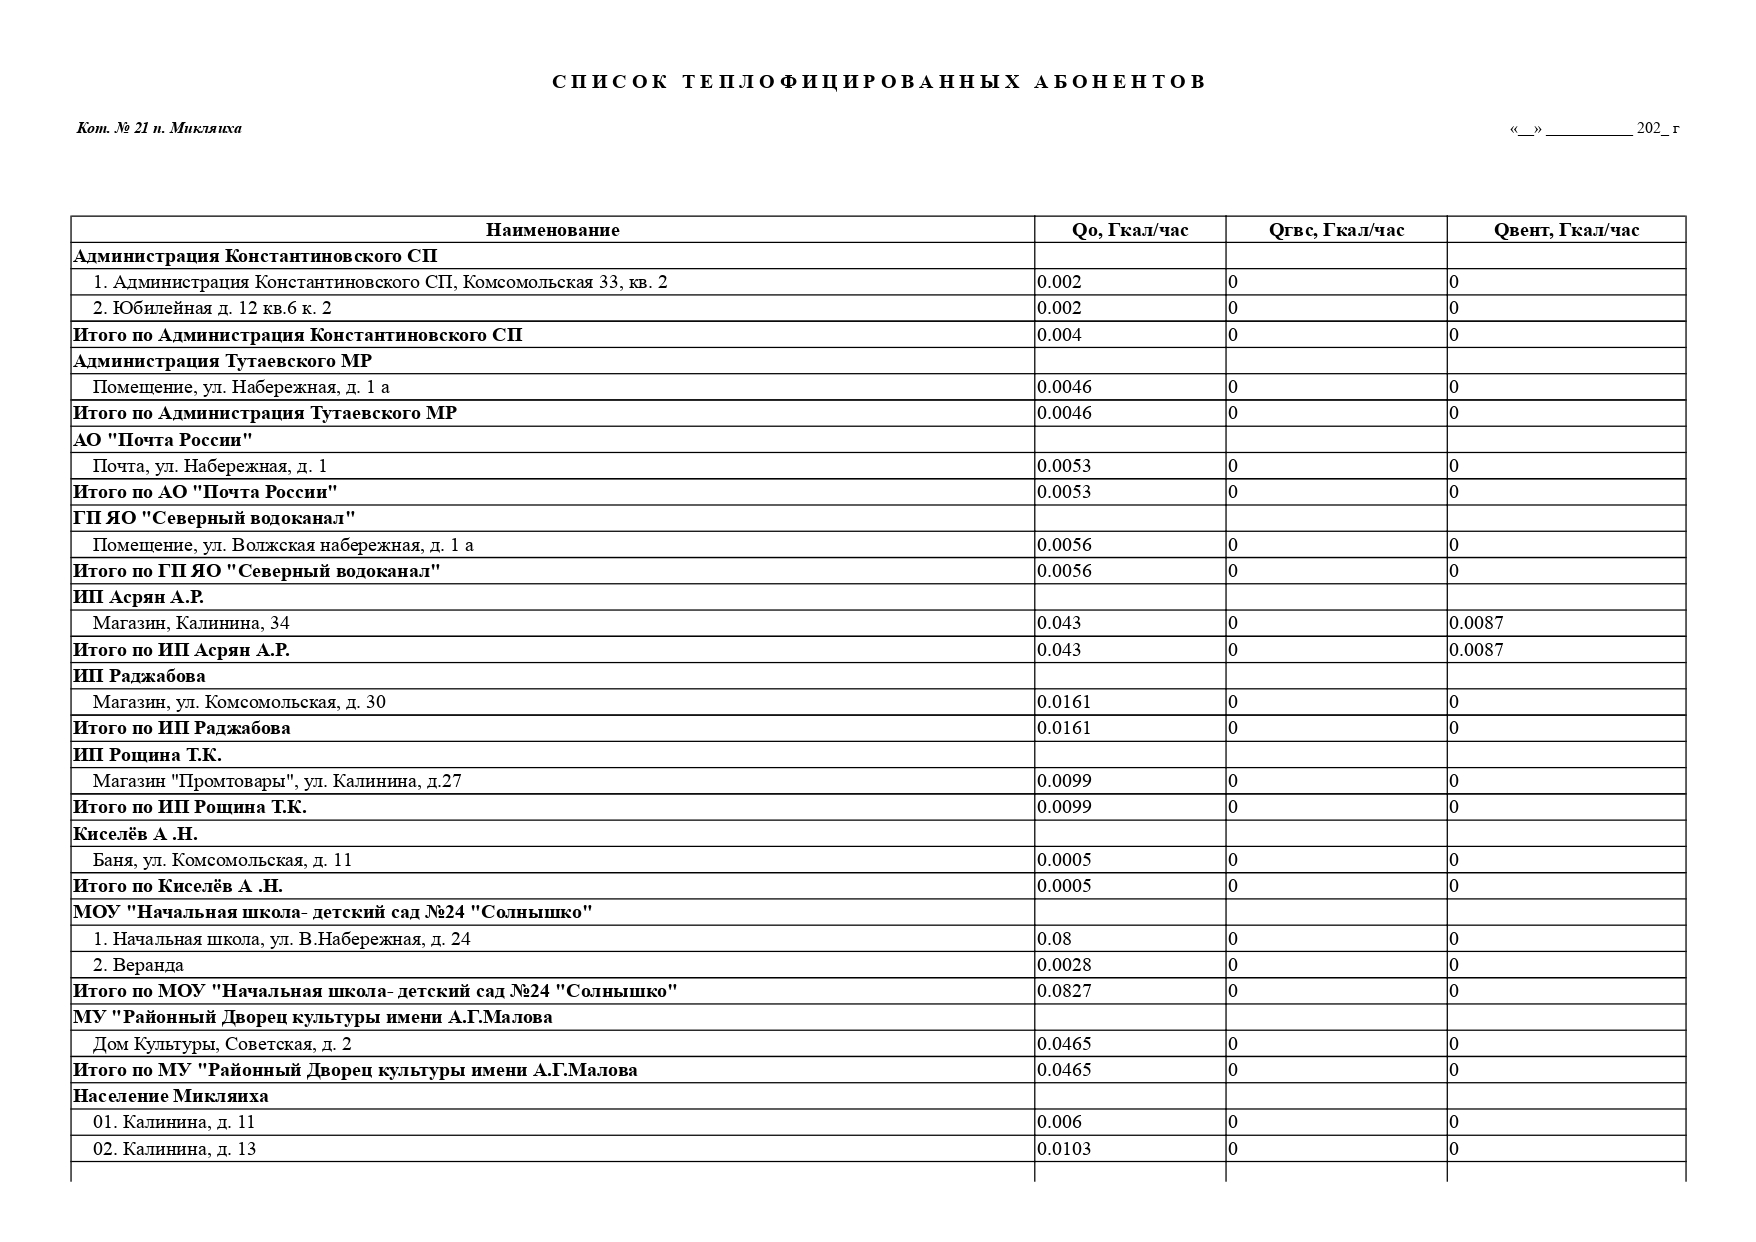 СПИСОК ТЕПЛОФИЦИРОВАННЫХ АБОНЕНТОВ
Кот. № 21 п. Микляиха «__» ___________ 202_ г
Наименование Qо, Гкал/час Qгвс, Гкал/час Qвент, Гкал/час
Администрация Константиновского СП
1. Администрация Константиновского СП, Комсомольская 33, кв. 2 0.002 0 0
2. Юбилейная д. 12 кв.6 к. 2 0.002 0 0
Итого по Администрация Константиновского СП 0.004 0 0
Администрация Тутаевского МР
Помещение, ул. Набережная, д. 1 а 0.0046 0 0
Итого по Администрация Тутаевского МР 0.0046 0 0
АО "Почта России"
Почта, ул. Набережная, д. 1 0.0053 0 0
Итого по АО "Почта России" 0.0053 0 0
ГП ЯО "Северный водоканал"
Помещение, ул. Волжская набережная, д. 1 а 0.0056 0 0
Итого по ГП ЯО "Северный водоканал" 0.0056 0 0
ИП Асрян А.Р.
Магазин, Калинина, 34 0.043 0 0.0087
Итого по ИП Асрян А.Р. 0.043 0 0.0087
ИП Раджабова
Магазин, ул. Комсомольская, д. 30 0.0161 0 0
Итого по ИП Раджабова 0.0161 0 0
ИП Рощина Т.К.
Магазин "Промтовары", ул. Калинина, д.27 0.0099 0 0
Итого по ИП Рощина Т.К. 0.0099 0 0
Киселёв А .Н.
Баня, ул. Комсомольская, д. 11 0.0005 0 0
Итого по Киселёв А .Н. 0.0005 0 0
МОУ "Начальная школа- детский сад №24 "Солнышко"
1. Начальная школа, ул. В.Набережная, д. 24 0.08 0 0
2. Веранда 0.0028 0 0
Итого по МОУ "Начальная школа- детский сад №24 "Солнышко" 0.0827 0 0
МУ "Районный Дворец культуры имени А.Г.Малова
Дом Культуры, Советская, д. 2 0.0465 0 0
Итого по МУ "Районный Дворец культуры имени А.Г.Малова 0.0465 0 0
Население Микляиха
01. Калинина, д. 11 0.006 0 0
02. Калинина, д. 13 0.0103 0 0